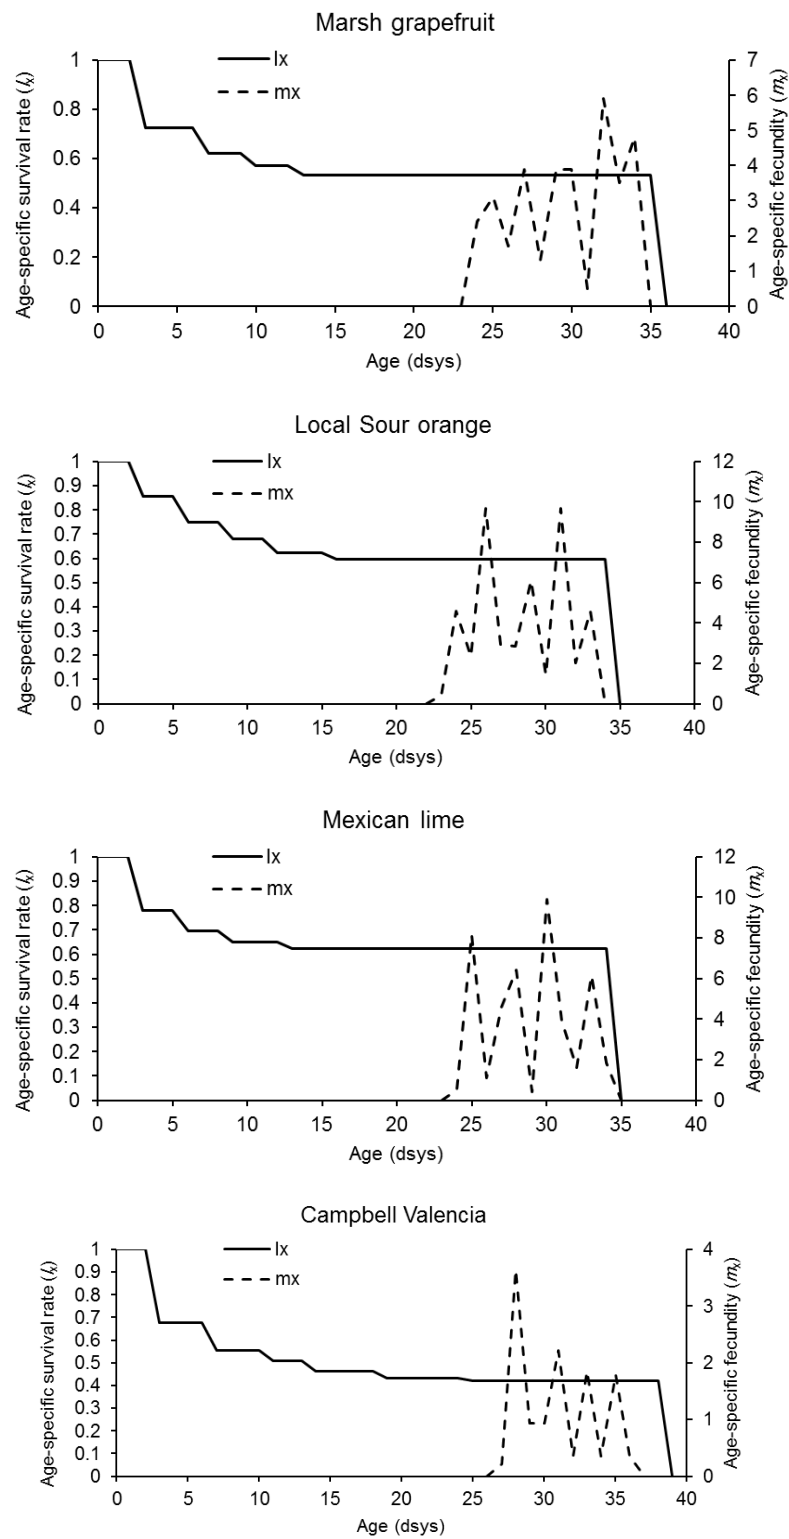 Marsh grapefruit
lx
mx
Age-specific survival rate (lx)
1
0.8
0.6
0.4
0.2
0
7
6
5
4
3
2
1
0
Age-specific fecundity (mx)
0 5 10 15 20 25 30 35 40
Age (dsys)
Local Sour orange
lx
mx
Age-specific survival rate (lx)
1
0.9
0.8
0.7
0.6
0.5
0.4
0.3
0.2
0.1
0
12
10
8
6
4
2
0
Age-specific fecundity (mx)
0 5 10 15 20 25 30 35 40
Age (dsys)
Mexican lime
lx
mx
Age-specific survival rate (lx)
1
0.9
0.8
0.7
0.6
0.5
0.4
0.3
0.2
0.1
0
12
10
8
6
4
2
0
Age-specific fecundity (mx)
0 5 10 15 20 25 30 35 40
Age (dsys)
Campbell Valencia
lx
mx
Age-specific survival rate (lx)
1
0.9
0.8
0.7
0.6
0.5
0.4
0.3
0.2
0.1
0
4
3
2
1
0
Age-specific fecundity (mx)
0 5 10 15 20 25 30 35 40
Age (dsys)